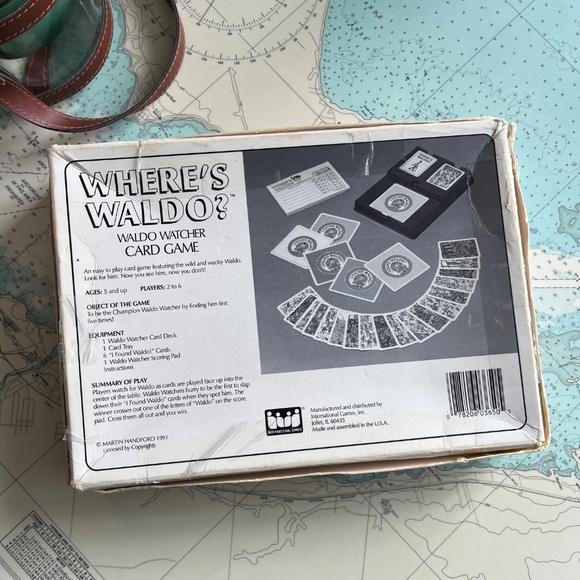 WHERE'S
WALDO?™
WALDO WATCHER
CARD GAME
An easy to play card game featuring the wild and wacky Waldo.
Look for him. Now you see him, now you don't!
AGES: 5 and up PLAYERS: 2 to 6
OBJECT OF THE GAME
To be the Champion Waldo Watcher by finding him first
five times!
EQUIPMENT
1 Waldo Watcher Card Deck
1 Card Tray
6 "I Found Waldo!" Cards
1 Waldo Watcher Scoring Pad
Instructions
SUMMARY OF PLAY
Players watch for Waldo as cards are played face up into the
center of the table. Waldo Watchers hurry to be the first to slap
down their "I Found Waldo" cards when they spot him. The
winner crosses out one of the letters of "Waldo" on the score
pad. Cross them all out and you win.
© MARTIN HANDFORD 1991
Licensed by Copyrights
INTERNATIONAL GAMES
Manufactured and distributed by
International Games, Inc.
Joliet, IL 60435
Made and assembled in the U.S.A.
78206 03650